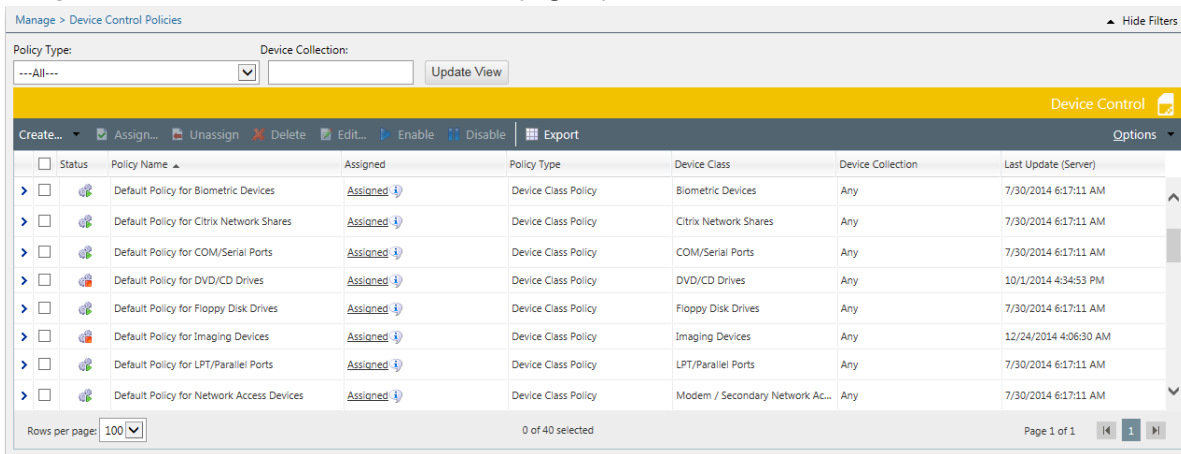 Manage > Device Control Policies Hide Filters
Policy Type: Device Collection:
---All--- Update View
Device Control
Create... Assign... Unassign Delete Edit... Enable Disable Export Options
Status Policy Name Assigned Policy Type Device Class Device Collection Last Update (Server)
Default Policy for Biometric Devices Assigned Device Class Policy Biometric Devices Any 7/30/2014 6:17:11 AM
Default Policy for Citrix Network Shares Assigned Device Class Policy Citrix Network Shares Any 7/30/2014 6:17:11 AM
Default Policy for COM/Serial Ports Assigned Device Class Policy COM/Serial Ports Any 7/30/2014 6:17:11 AM
Default Policy for DVD/CD Drives Assigned Device Class Policy DVD/CD Drives Any 10/1/2014 4:34:53 PM
Default Policy for Floppy Disk Drives Assigned Device Class Policy Floppy Disk Drives Any 7/30/2014 6:17:11 AM
Default Policy for Imaging Devices Assigned Device Class Policy Imaging Devices Any 12/24/2014 4:06:30 AM
Default Policy for LPT/Parallel Ports Assigned Device Class Policy LPT/Parallel Ports Any 7/30/2014 6:17:11 AM
Default Policy for Network Access Devices Assigned Device Class Policy Modem / Secondary Network Ac... Any 7/30/2014 6:17:11 AM
Rows per page: 100 0 of 40 selected Page 1 of 1 1